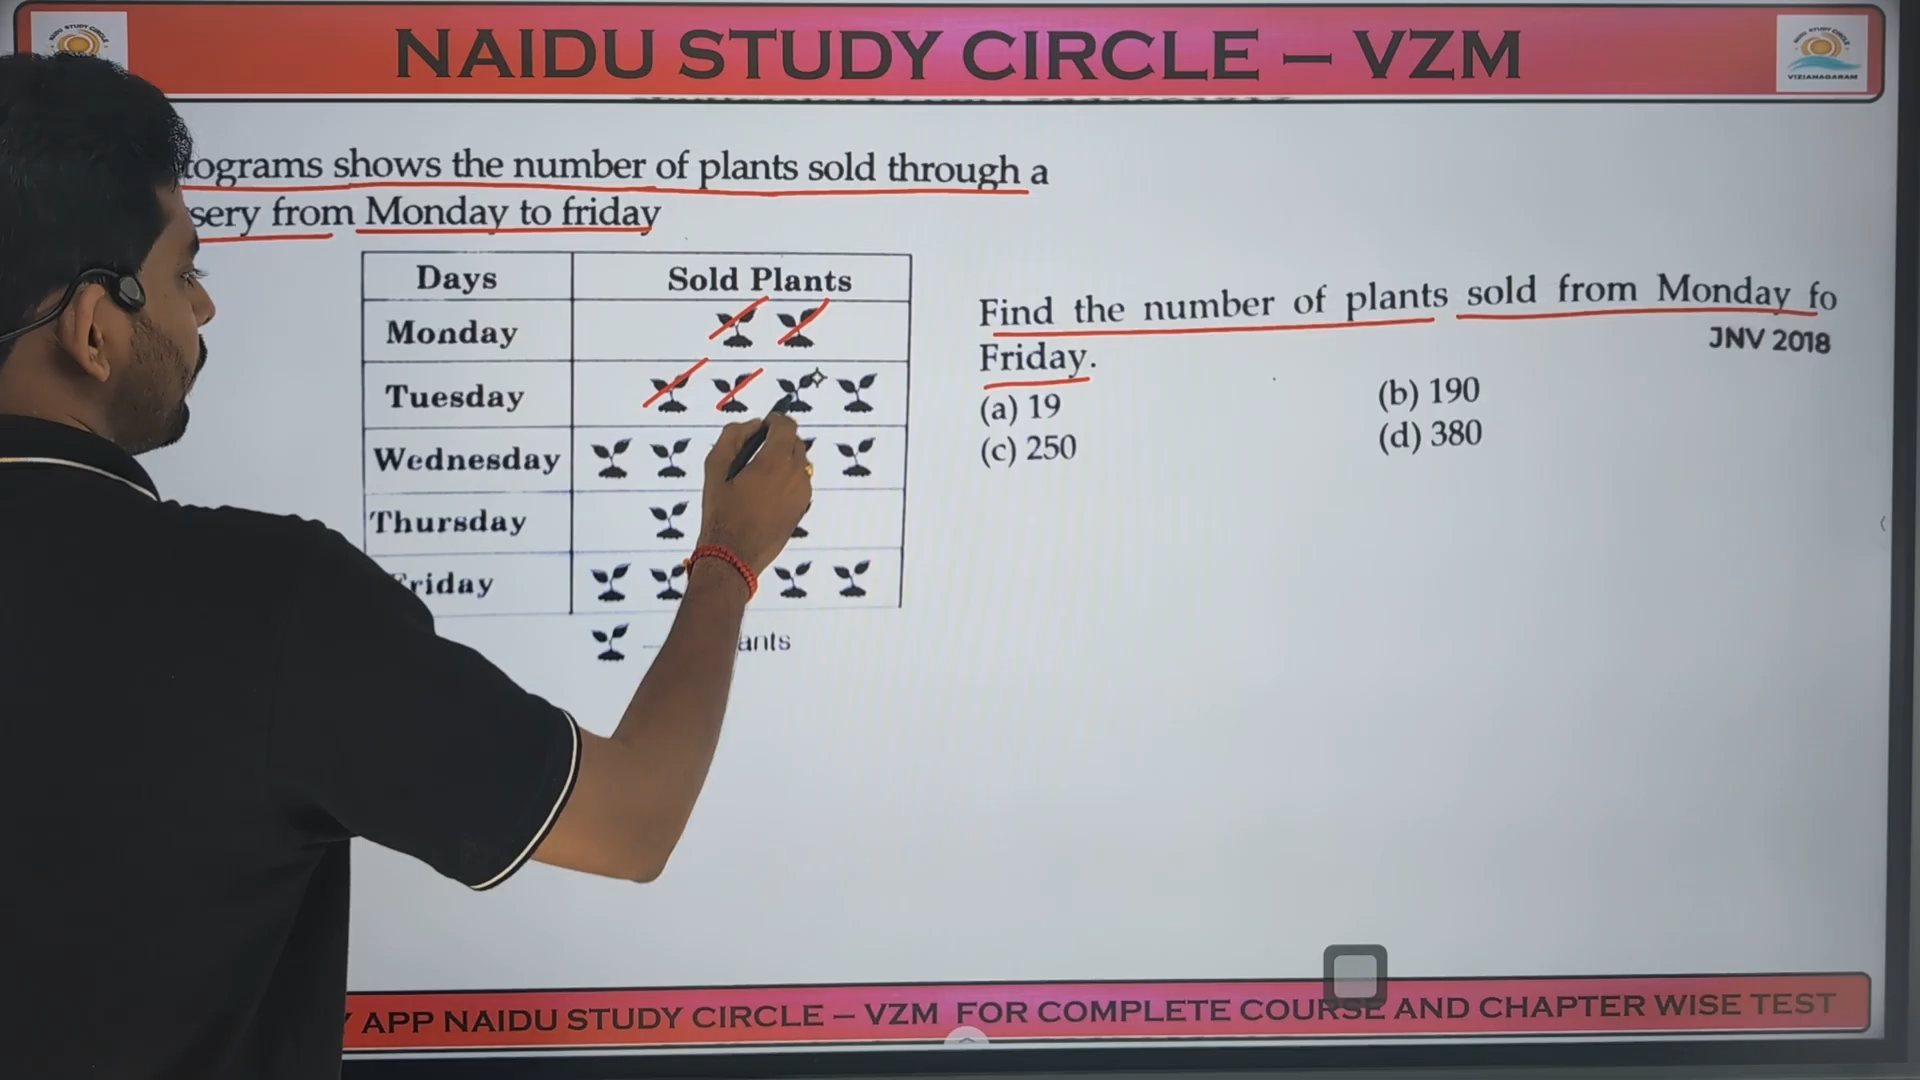 NAIDU STUDY CIRCLE – VZM
VIZIANAGARAM
tograms shows the number of plants sold through a
sery from Monday to friday
Days Sold Plants
Monday
Tuesday
Wednesday
Thursday
riday
ants
Find the number of plants sold from Monday fo
Friday.
JNV 2018
(a) 19 (b) 190
(c) 250 (d) 380
APP NAIDU STUDY CIRCLE – VZM FOR COMPLETE COURSE AND CHAPTER WISE TEST